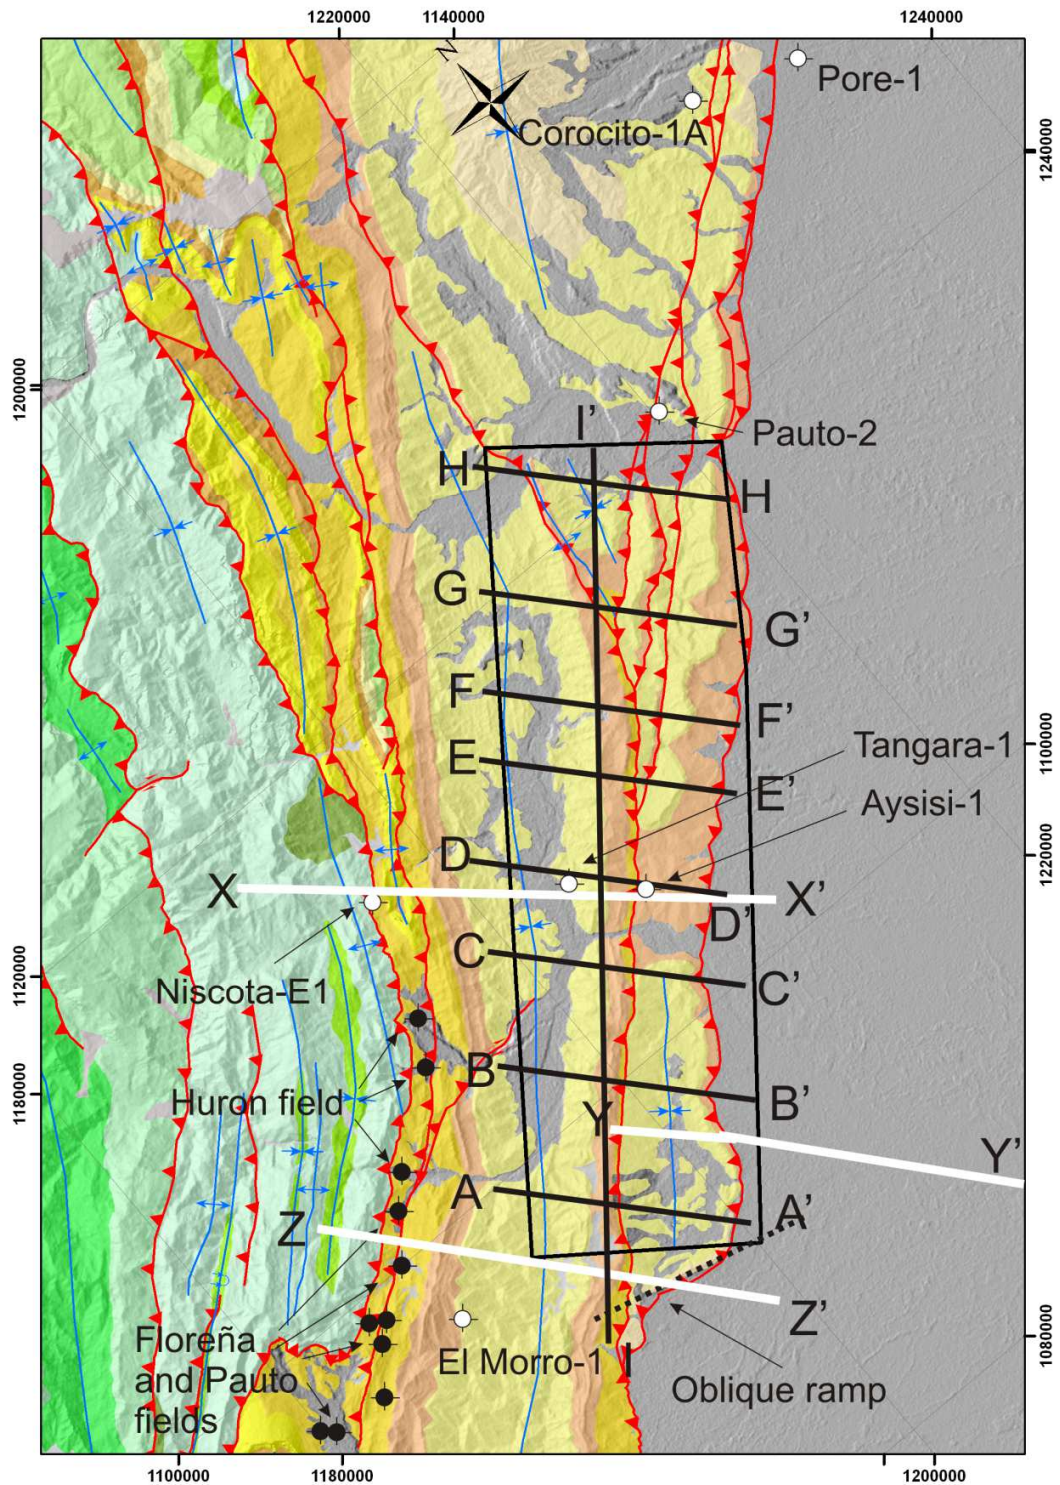 1220000
1140000
1240000
N
Pore-1
Corocito-1A
1240000
1200000
I'
Pauto-2
H
H
G
G'
F
F'
Tangara-1
1100000
E
E'
Aysisi-1
1220000
D
X
X'
D'
C
C'
1120000
Niscota-E1
B
B'
1180000
Huron field
Y
Y'
A
A'
Z
Z'
Floreña
and Pauto
fields
El Morro-1
I
Oblique ramp
1080000
1100000
1180000
1200000